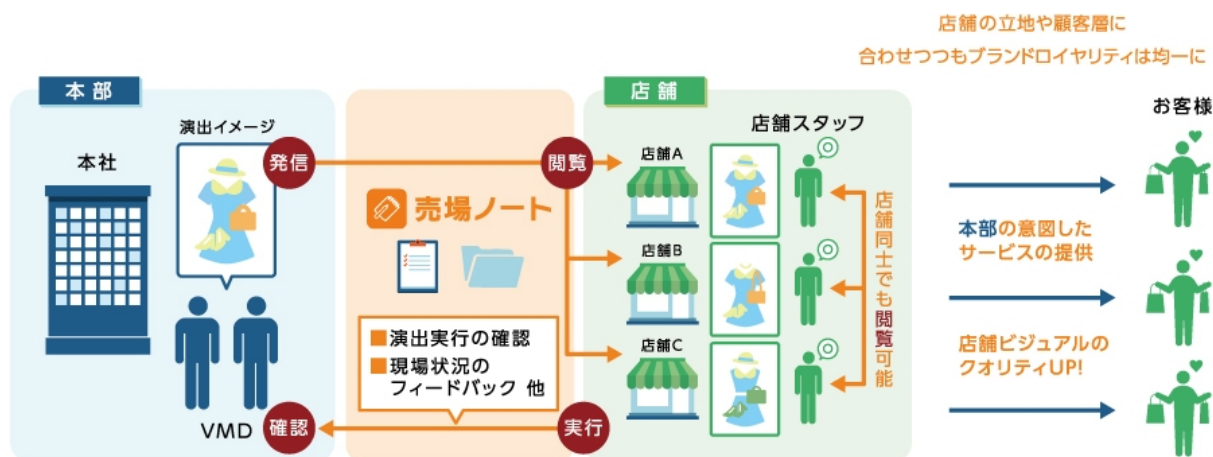 店舗の立地や顧客層に
合わせつつもブランドロイヤリティは均一に
本部
演出イメージ
本社
発信
VMD
確認
閲覧
売場ノート
■演出実行の確認
■現場状況の
フィードバック 他
実行
店舗
店舗スタッフ
店舗A
店舗B
店舗C
店舗同士でも閲覧可能
お客様
本部の意図した
サービスの提供
店舗ビジュアルの
クオリティUP!